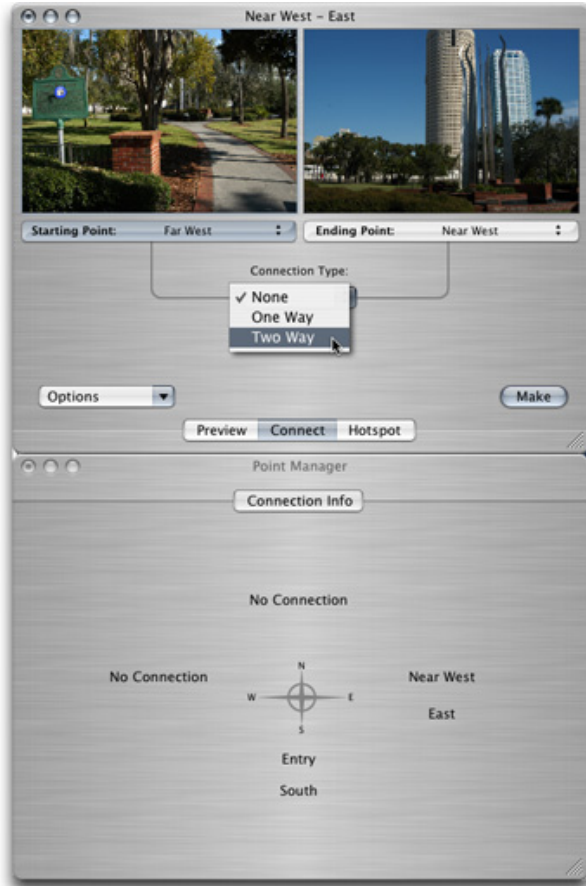 Near West – East
Starting Point: Far West
Ending Point: Near West
Connection Type:
✓ None
One Way
Two Way
Options
Make
Preview Connect Hotspot
Point Manager
Connection Info
No Connection
No Connection
N
W E
S
Near West
East
Entry
South